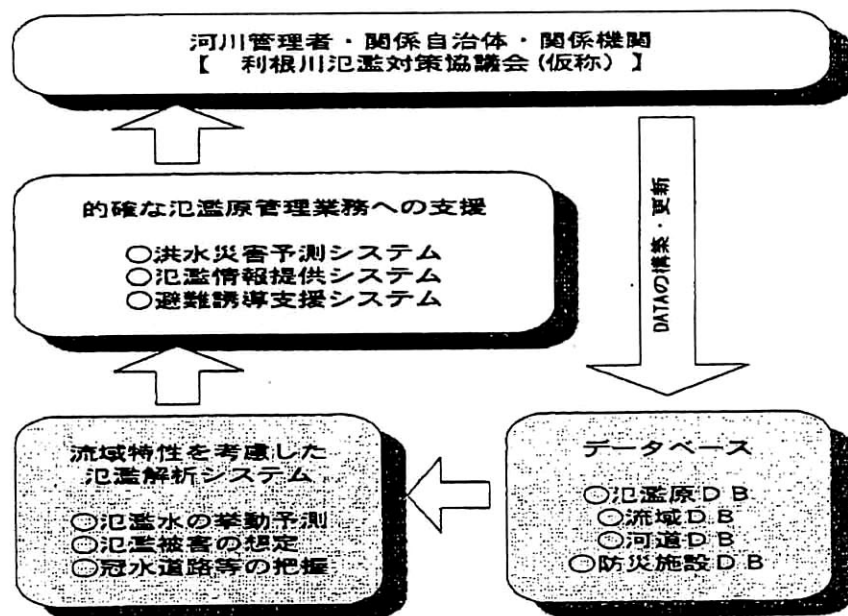 河川管理者・関係自治体・関係機関
【　利根川氾濫対策協議会(仮称)　】
的確な氾濫原管理業務への支援
○洪水災害予測システム
○氾濫情報提供システム
○避難誘導支援システム
DATAの構築・更新
流域特性を考慮した
氾濫解析システム
○氾濫水の挙動予測
○氾濫被害の想定
○冠水道路等の把握
データベース
○氾濫原ＤＢ
○流域ＤＢ
○河道ＤＢ
○防災施設ＤＢ